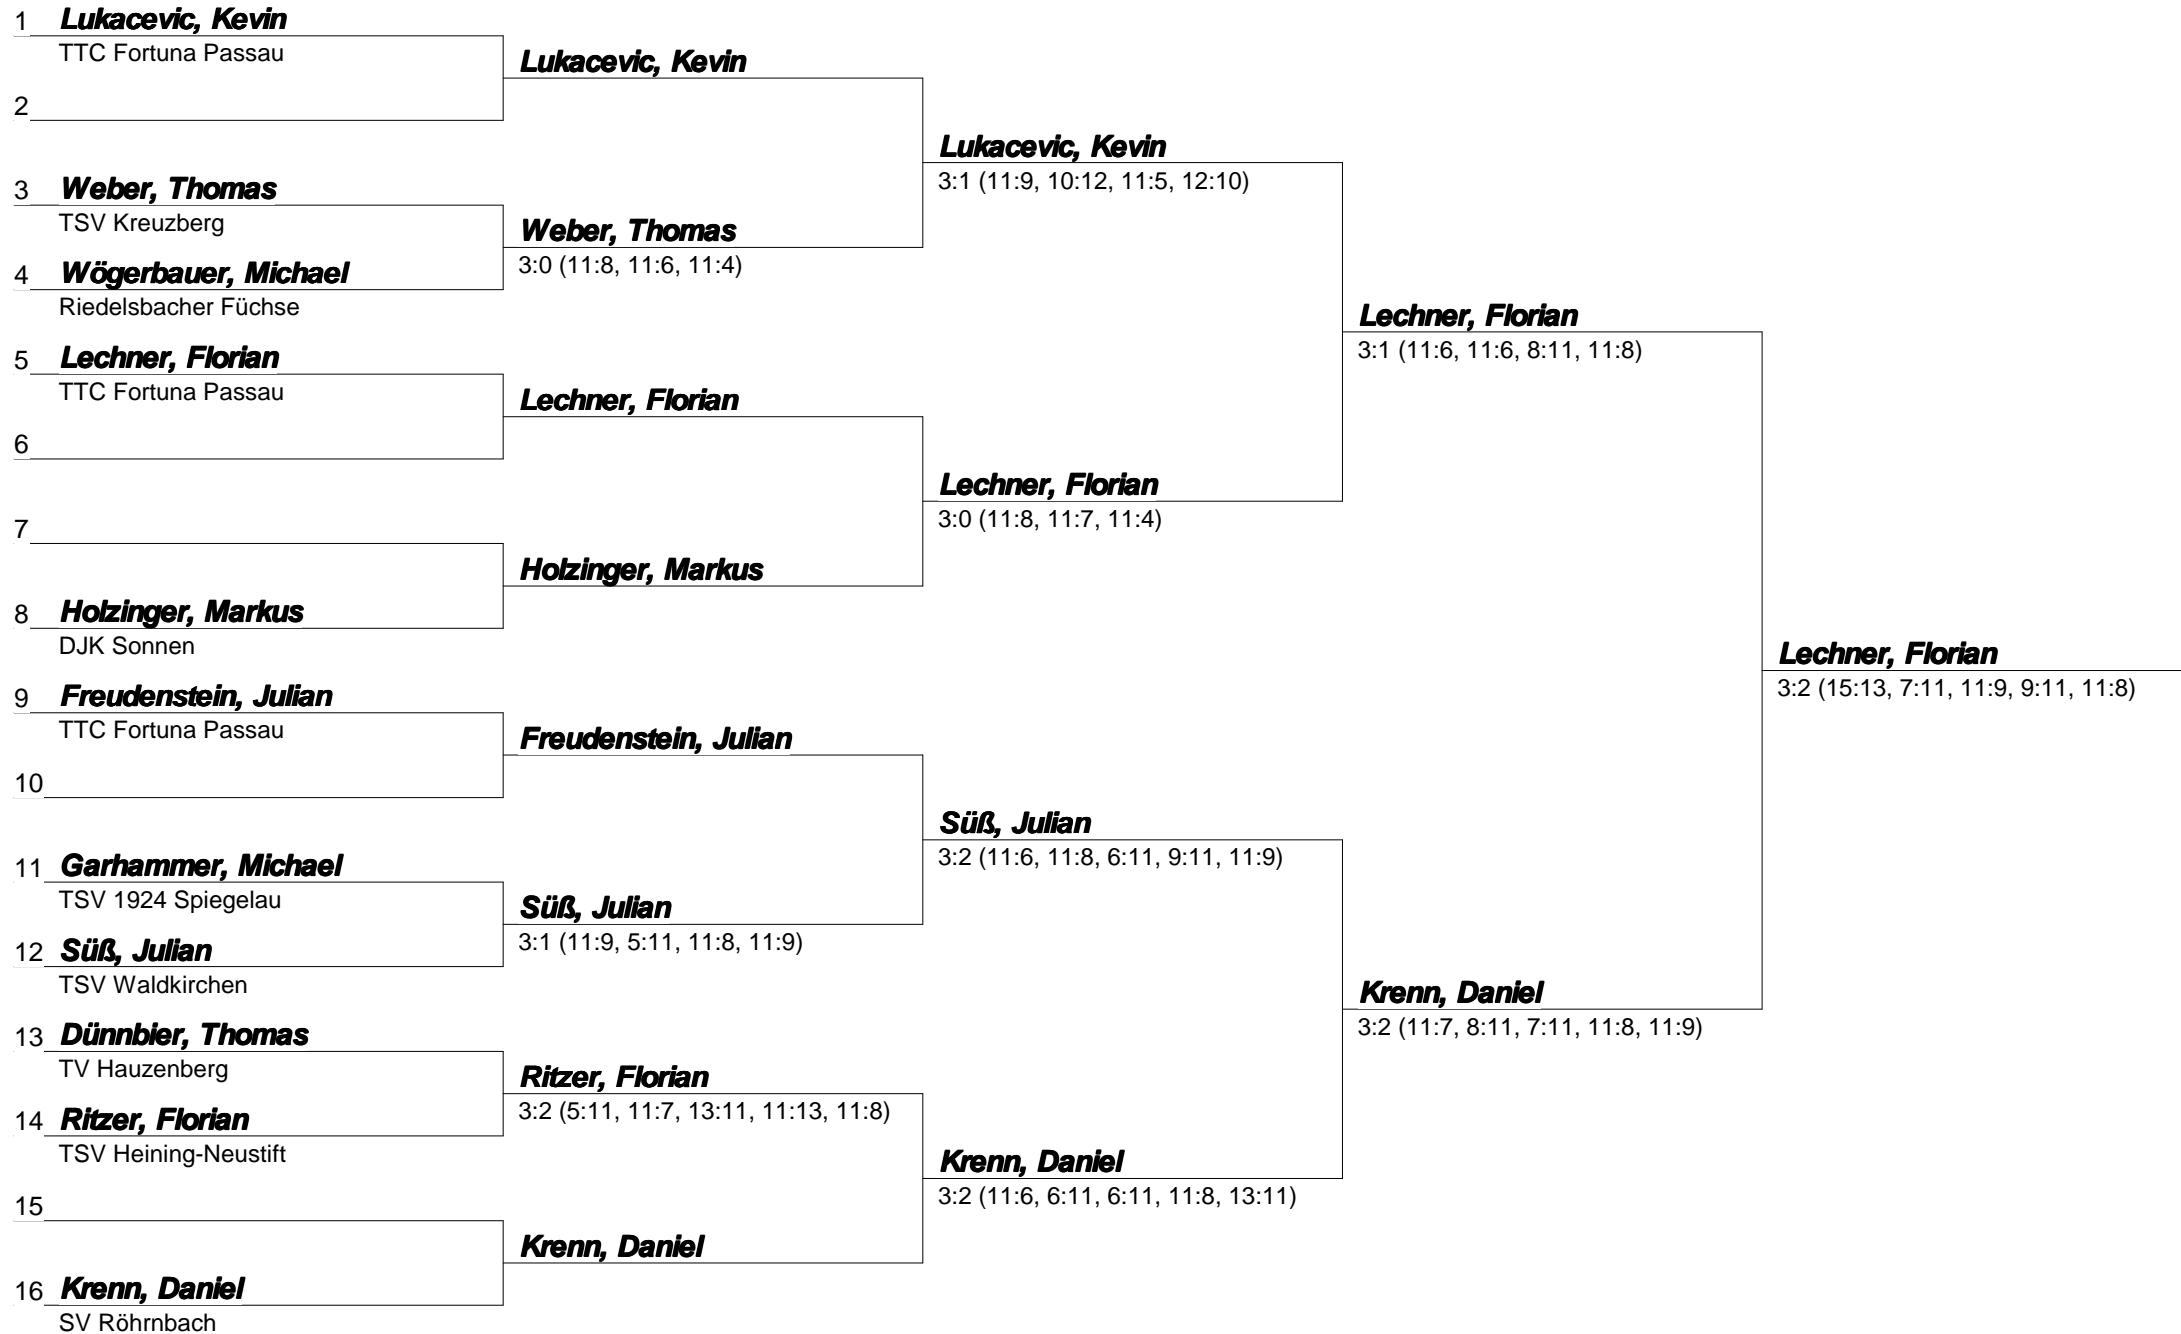 1 Lukacevic, Kevin
TTC Fortuna Passau
Lukacevic, Kevin
2
Lukacevic, Kevin
3:1 (11:9, 10:12, 11:5, 12:10)
3 Weber, Thomas
TSV Kreuzberg
Weber, Thomas
3:0 (11:8, 11:6, 11:4)
4 Wögerbauer, Michael
Riedelsbacher Füchse
Lechner, Florian
3:1 (11:6, 11:6, 8:11, 11:8)
5 Lechner, Florian
TTC Fortuna Passau
Lechner, Florian
6
Lechner, Florian
3:0 (11:8, 11:7, 11:4)
7
Holzinger, Markus
8 Holzinger, Markus
DJK Sonnen
Lechner, Florian
3:2 (15:13, 7:11, 11:9, 9:11, 11:8)
9 Freudenstein, Julian
TTC Fortuna Passau
Freudenstein, Julian
10
Süß, Julian
3:2 (11:6, 11:8, 6:11, 9:11, 11:9)
11 Garhammer, Michael
TSV 1924 Spiegelau
Süß, Julian
3:1 (11:9, 5:11, 11:8, 11:9)
12 Süß, Julian
TSV Waldkirchen
Krenn, Daniel
3:2 (11:7, 8:11, 7:11, 11:8, 11:9)
13 Dünnbier, Thomas
TV Hauzenberg
Ritzer, Florian
3:2 (5:11, 11:7, 13:11, 11:13, 11:8)
14 Ritzer, Florian
TSV Heining-Neustift
Krenn, Daniel
3:2 (11:6, 6:11, 6:11, 11:8, 13:11)
15
Krenn, Daniel
16 Krenn, Daniel
SV Röhrnbach